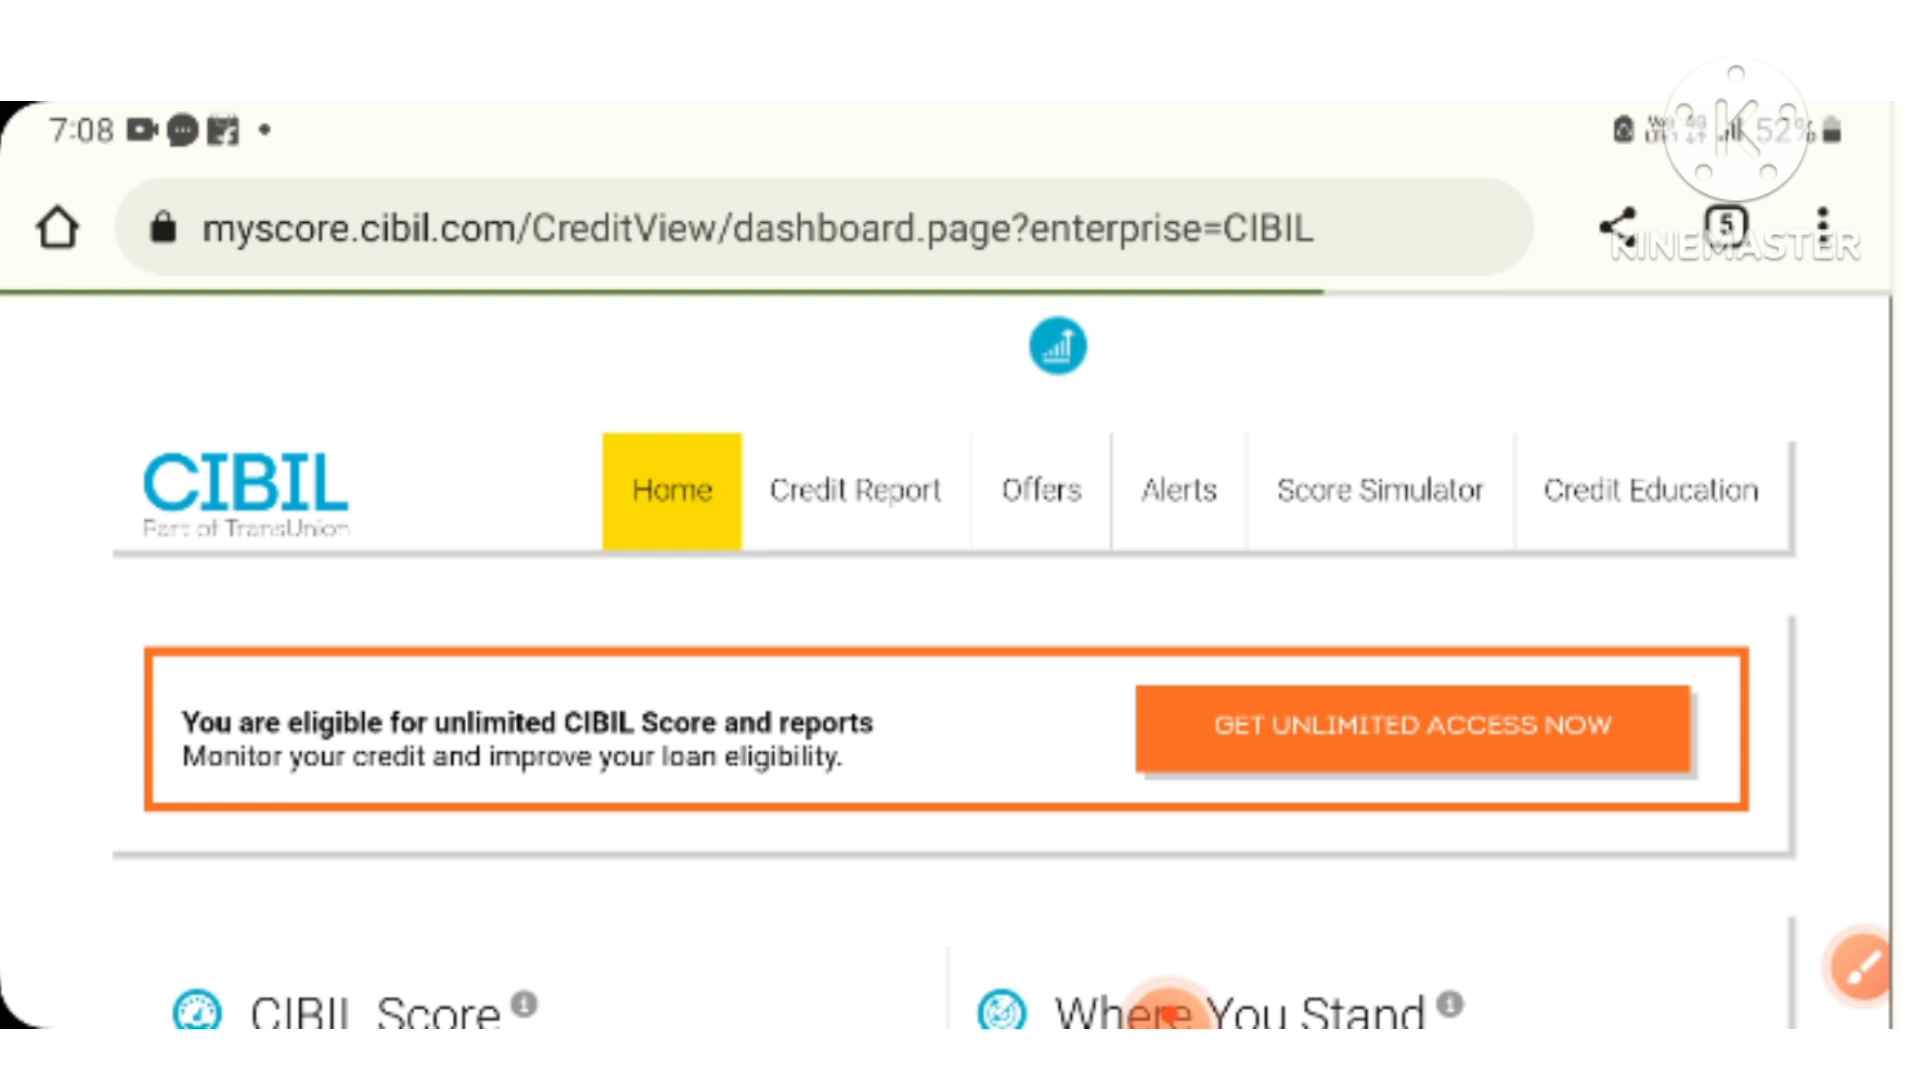 7:08
52%
myscore.cibil.com/CreditView/dashboard.page?enterprise=CIBIL
5
KINEMASTER
CIBIL
Part of TransUnion
Home
Credit Report
Offers
Alerts
Score Simulator
Credit Education
You are eligible for unlimited CIBIL Score and reports
Monitor your credit and improve your loan eligibility.
GET UNLIMITED ACCESS NOW
CIBIL Score
Where You Stand